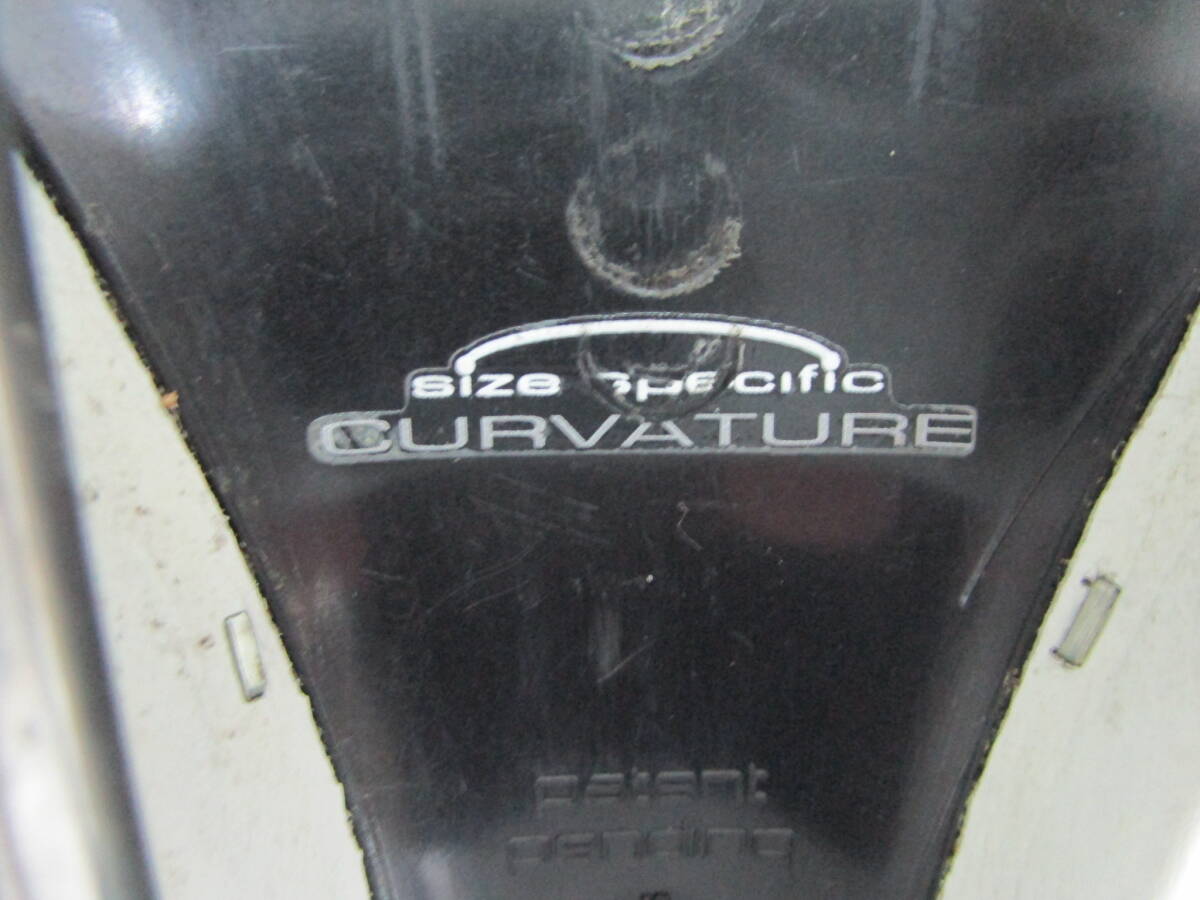 size specific
CURVATURE
patent
pending